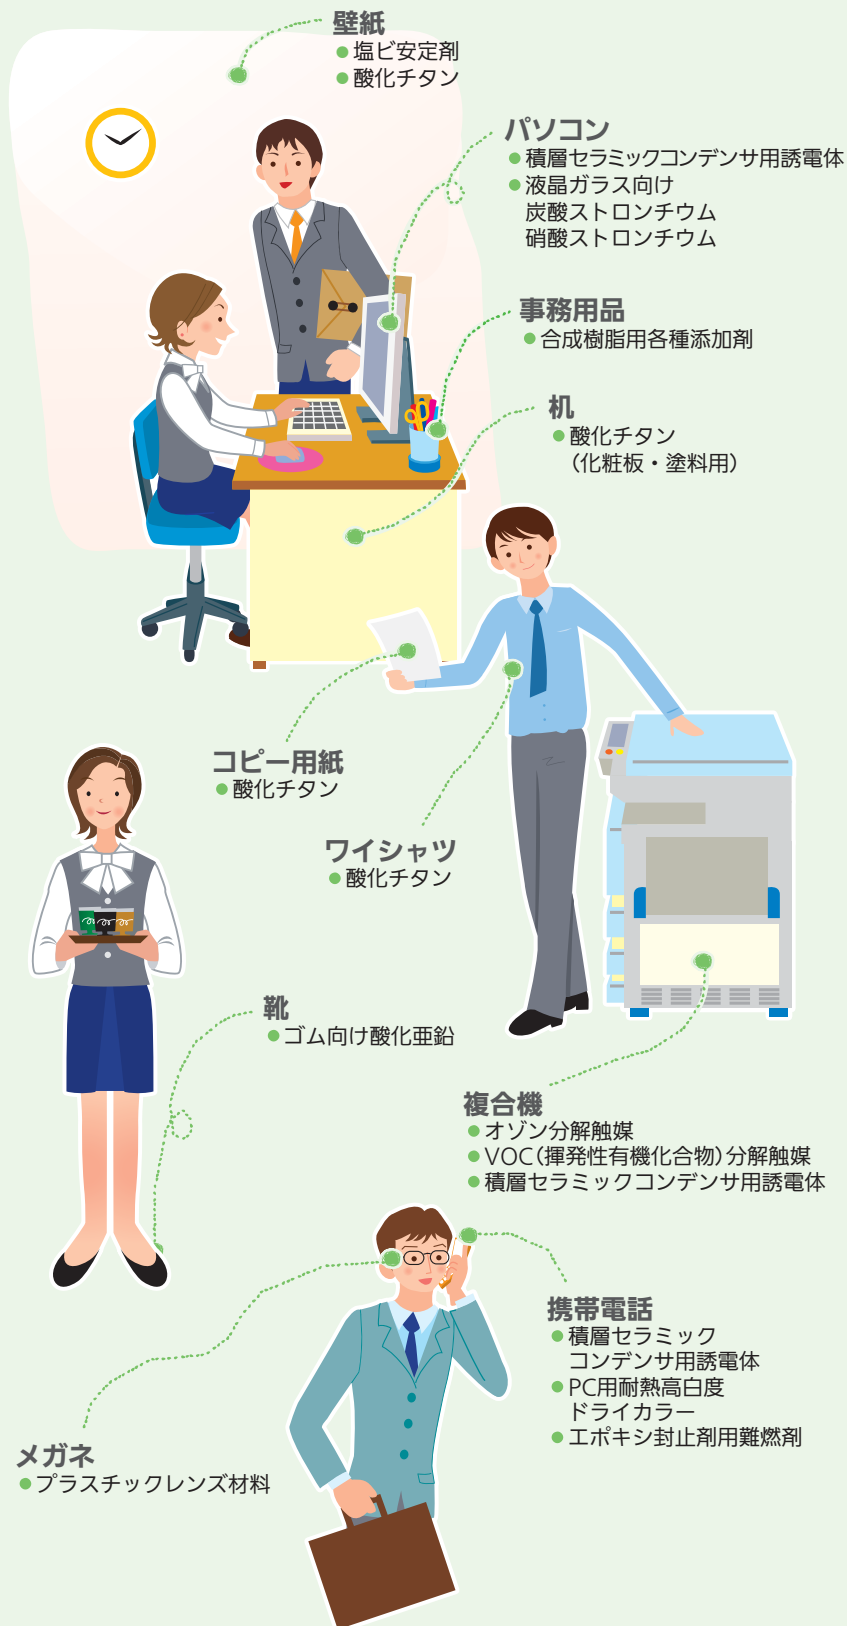 壁紙
● 塩ビ安定剤
● 酸化チタン
パソコン
● 積層セラミックコンデンサ用誘電体
● 液晶ガラス向け
炭酸ストロンチウム
硝酸ストロンチウム
事務用品
● 合成樹脂用各種添加剤
机
● 酸化チタン
（化粧板・塗料用）
コピー用紙
● 酸化チタン
ワイシャツ
● 酸化チタン
靴
● ゴム向け酸化亜鉛
複合機
● オゾン分解触媒
● VOC（揮発性有機化合物）分解触媒
● 積層セラミックコンデンサ用誘電体
携帯電話
● 積層セラミック
コンデンサ用誘電体
● PC用耐熱高白度
ドライカラー
● エポキシ封止剤用難燃剤
メガネ
● プラスチックレンズ材料